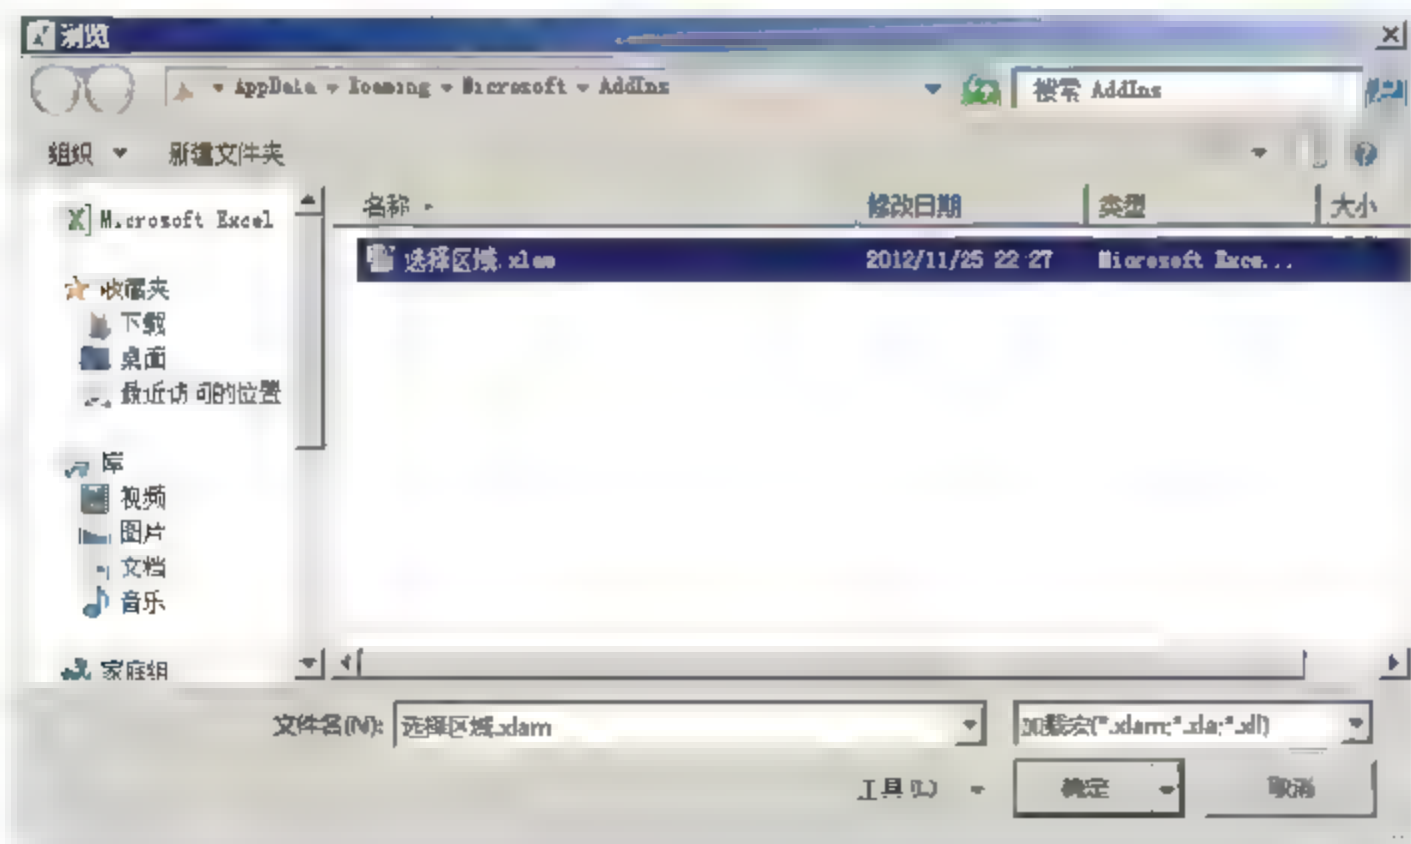 浏览
AppData Roaming Microsoft AddIns 搜索 AddIns
组织 新建文件夹
名称 修改日期 类型 大小
Microsoft Excel
选择区域.xlam 2012/11/25 22:27 Microsoft Exce...
收藏夹
下载
桌面
最近访问的位置
库
视频
图片
文档
音乐
家庭组
文件名(N): 选择区域.xlam 加载宏(*.xlam;*.xla;*.xll)
工具(L) 确定 取消